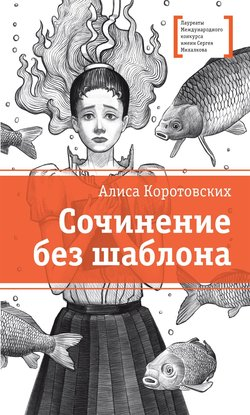 Лауреаты
Международного
конкурса
имени Сергея
Михалкова
Алиса Коротовских
Сочинение
без шаблона